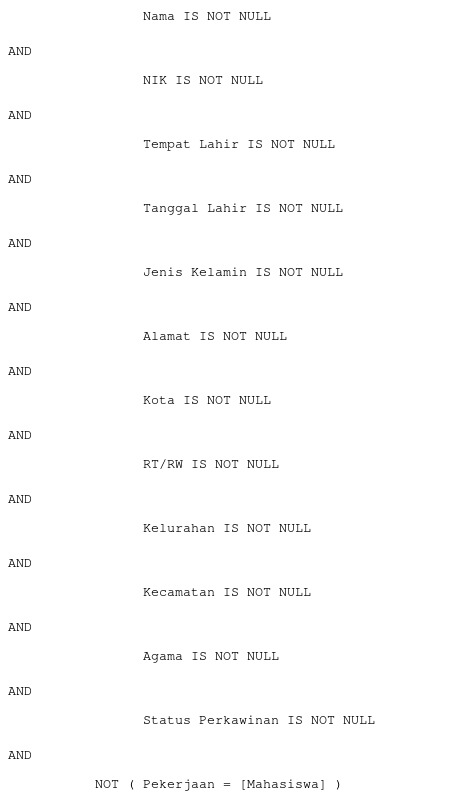 Nama IS NOT NULL
AND
NIK IS NOT NULL
AND
Tempat Lahir IS NOT NULL
AND
Tanggal Lahir IS NOT NULL
AND
Jenis Kelamin IS NOT NULL
AND
Alamat IS NOT NULL
AND
Kota IS NOT NULL
AND
RT/RW IS NOT NULL
AND
Kelurahan IS NOT NULL
AND
Kecamatan IS NOT NULL
AND
Agama IS NOT NULL
AND
Status Perkawinan IS NOT NULL
AND
NOT ( Pekerjaan = [Mahasiswa] )